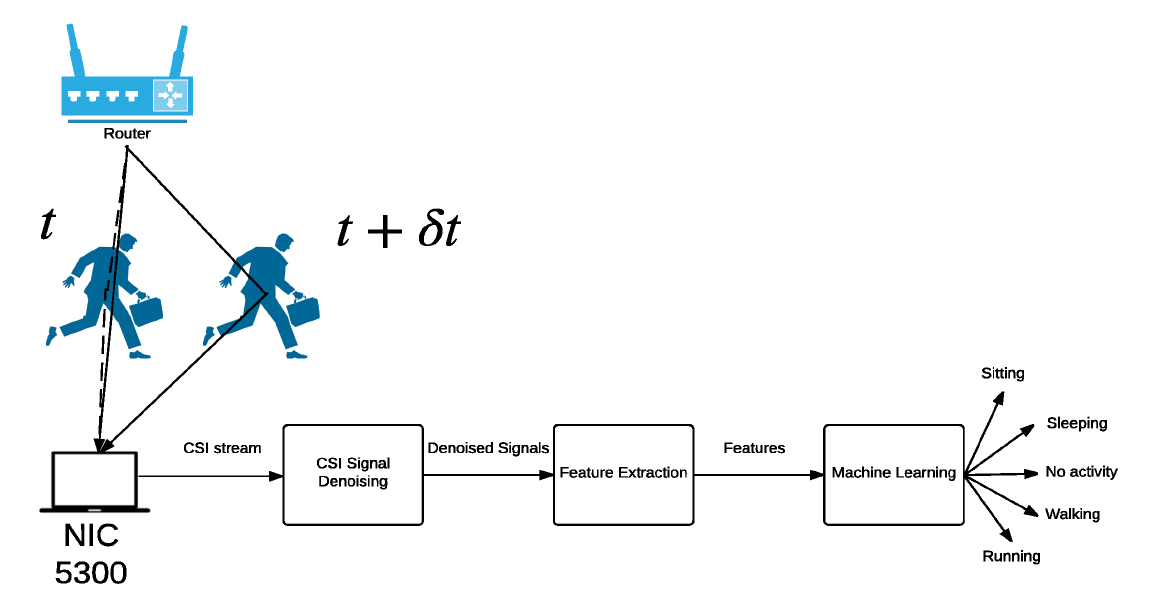 Router
t
t + δt
CSI stream
CSI Signal
Denoising
Denoised Signals
Feature Extraction
Features
Machine Learning
Sitting
Sleeping
No activity
Walking
Running
NIC
5300